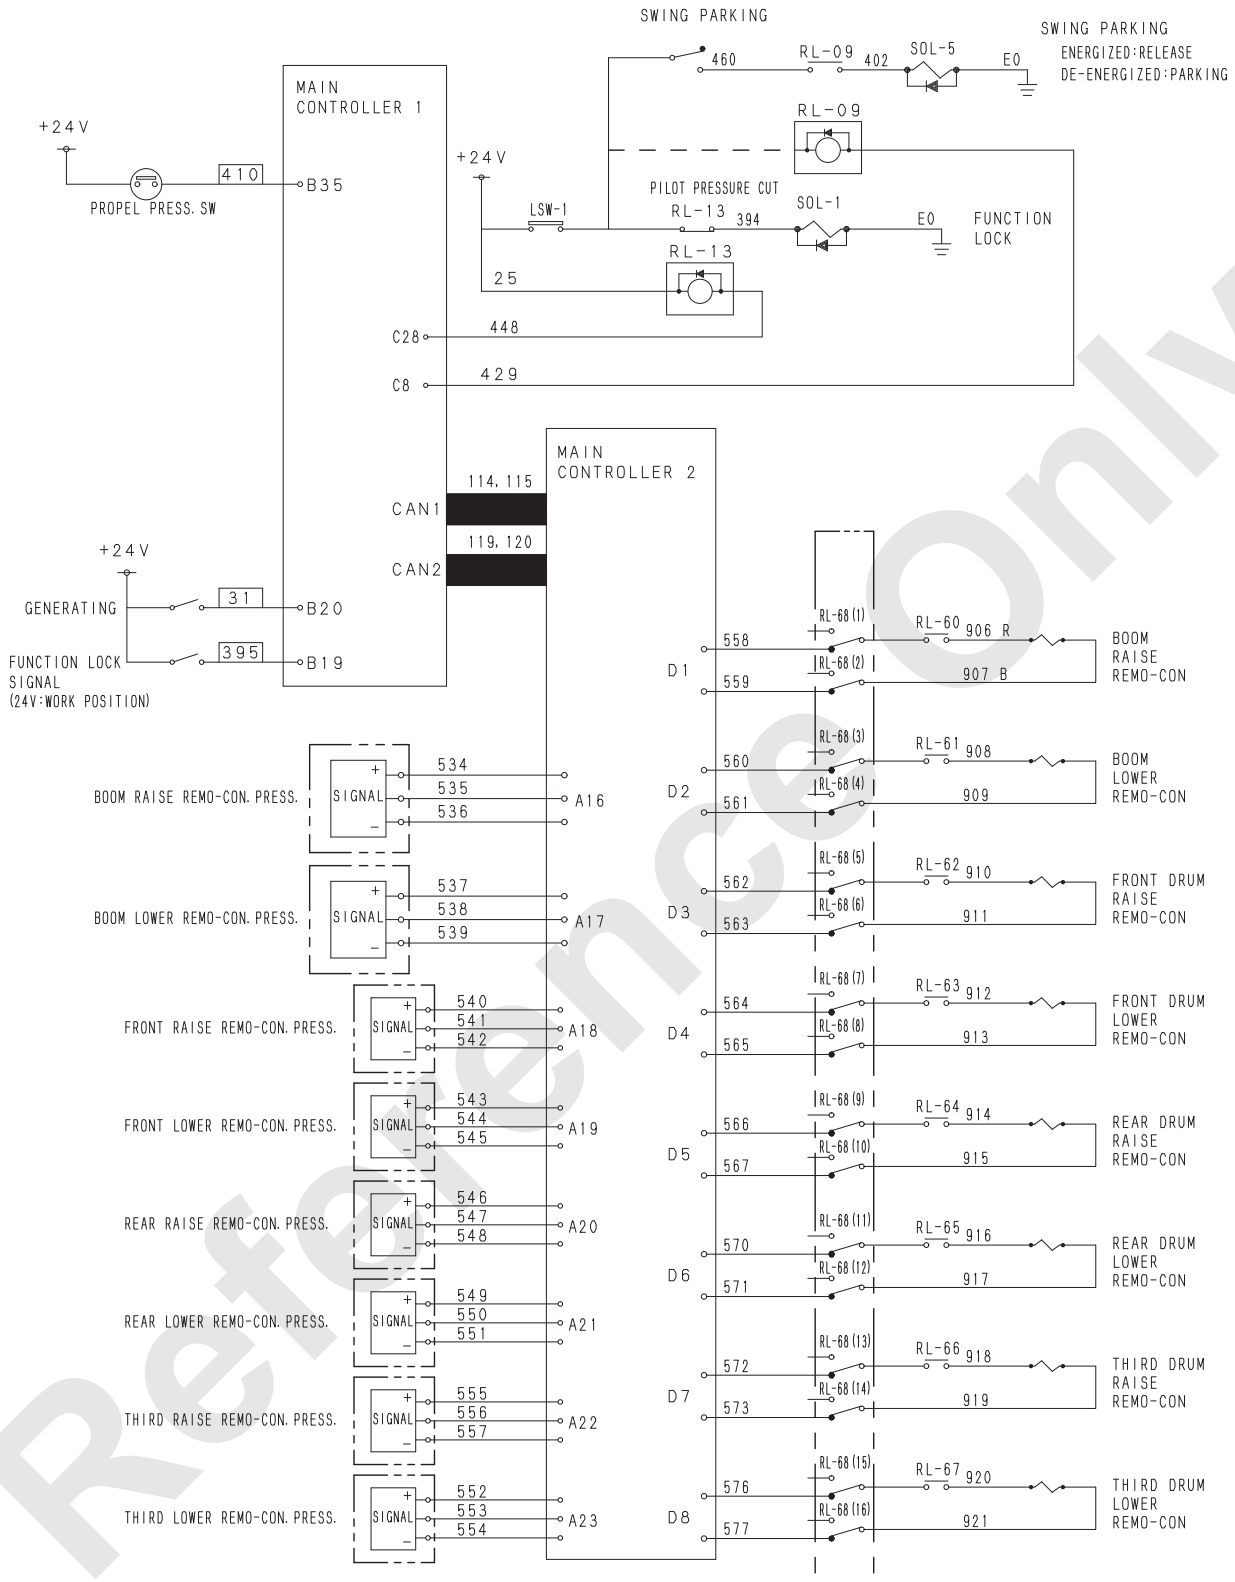 SWING PARKING
SWING PARKING
ENERGIZED:RELEASE
DE-ENERGIZED:PARKING
460
RL-09
402
SOL-5
E0
MAIN
CONTROLLER 1
RL-09
+24V
+24V
410
B35
PROPEL PRESS. SW
PILOT PRESSURE CUT
LSW-1
RL-13
394
SOL-1
E0
FUNCTION
LOCK
RL-13
25
C28
448
C8
429
MAIN
CONTROLLER 2
114, 115
CAN1
119, 120
CAN2
+24V
GENERATING
31
B20
FUNCTION LOCK
SIGNAL
(24V:WORK POSITION)
395
B19
558
D1
559
RL-68(1)
RL-68(2)
RL-60
906 R
907 B
BOOM
RAISE
REMO-CON
560
D2
561
RL-68(3)
RL-68(4)
RL-61
908
909
BOOM
LOWER
REMO-CON
562
D3
563
RL-68(5)
RL-68(6)
RL-62
910
911
FRONT DRUM
RAISE
REMO-CON
564
D4
565
RL-68(7)
RL-68(8)
RL-63
912
913
FRONT DRUM
LOWER
REMO-CON
566
D5
567
RL-68(9)
RL-68(10)
RL-64
914
915
REAR DRUM
RAISE
REMO-CON
570
D6
571
RL-68(11)
RL-68(12)
RL-65
916
917
REAR DRUM
LOWER
REMO-CON
572
D7
573
RL-68(13)
RL-68(14)
RL-66
918
919
THIRD DRUM
RAISE
REMO-CON
576
D8
577
RL-68(15)
RL-68(16)
RL-67
920
921
THIRD DRUM
LOWER
REMO-CON
BOOM RAISE REMO-CON. PRESS.
+
SIGNAL
−
534
535
536
A16
BOOM LOWER REMO-CON. PRESS.
+
SIGNAL
−
537
538
539
A17
FRONT RAISE REMO-CON. PRESS.
+
SIGNAL
−
540
541
542
A18
FRONT LOWER REMO-CON. PRESS.
+
SIGNAL
−
543
544
545
A19
REAR RAISE REMO-CON. PRESS.
+
SIGNAL
−
546
547
548
A20
REAR LOWER REMO-CON. PRESS.
+
SIGNAL
−
549
550
551
A21
THIRD RAISE REMO-CON. PRESS.
+
SIGNAL
−
555
556
557
A22
THIRD LOWER REMO-CON. PRESS.
+
SIGNAL
−
552
553
554
A23
Reference Only